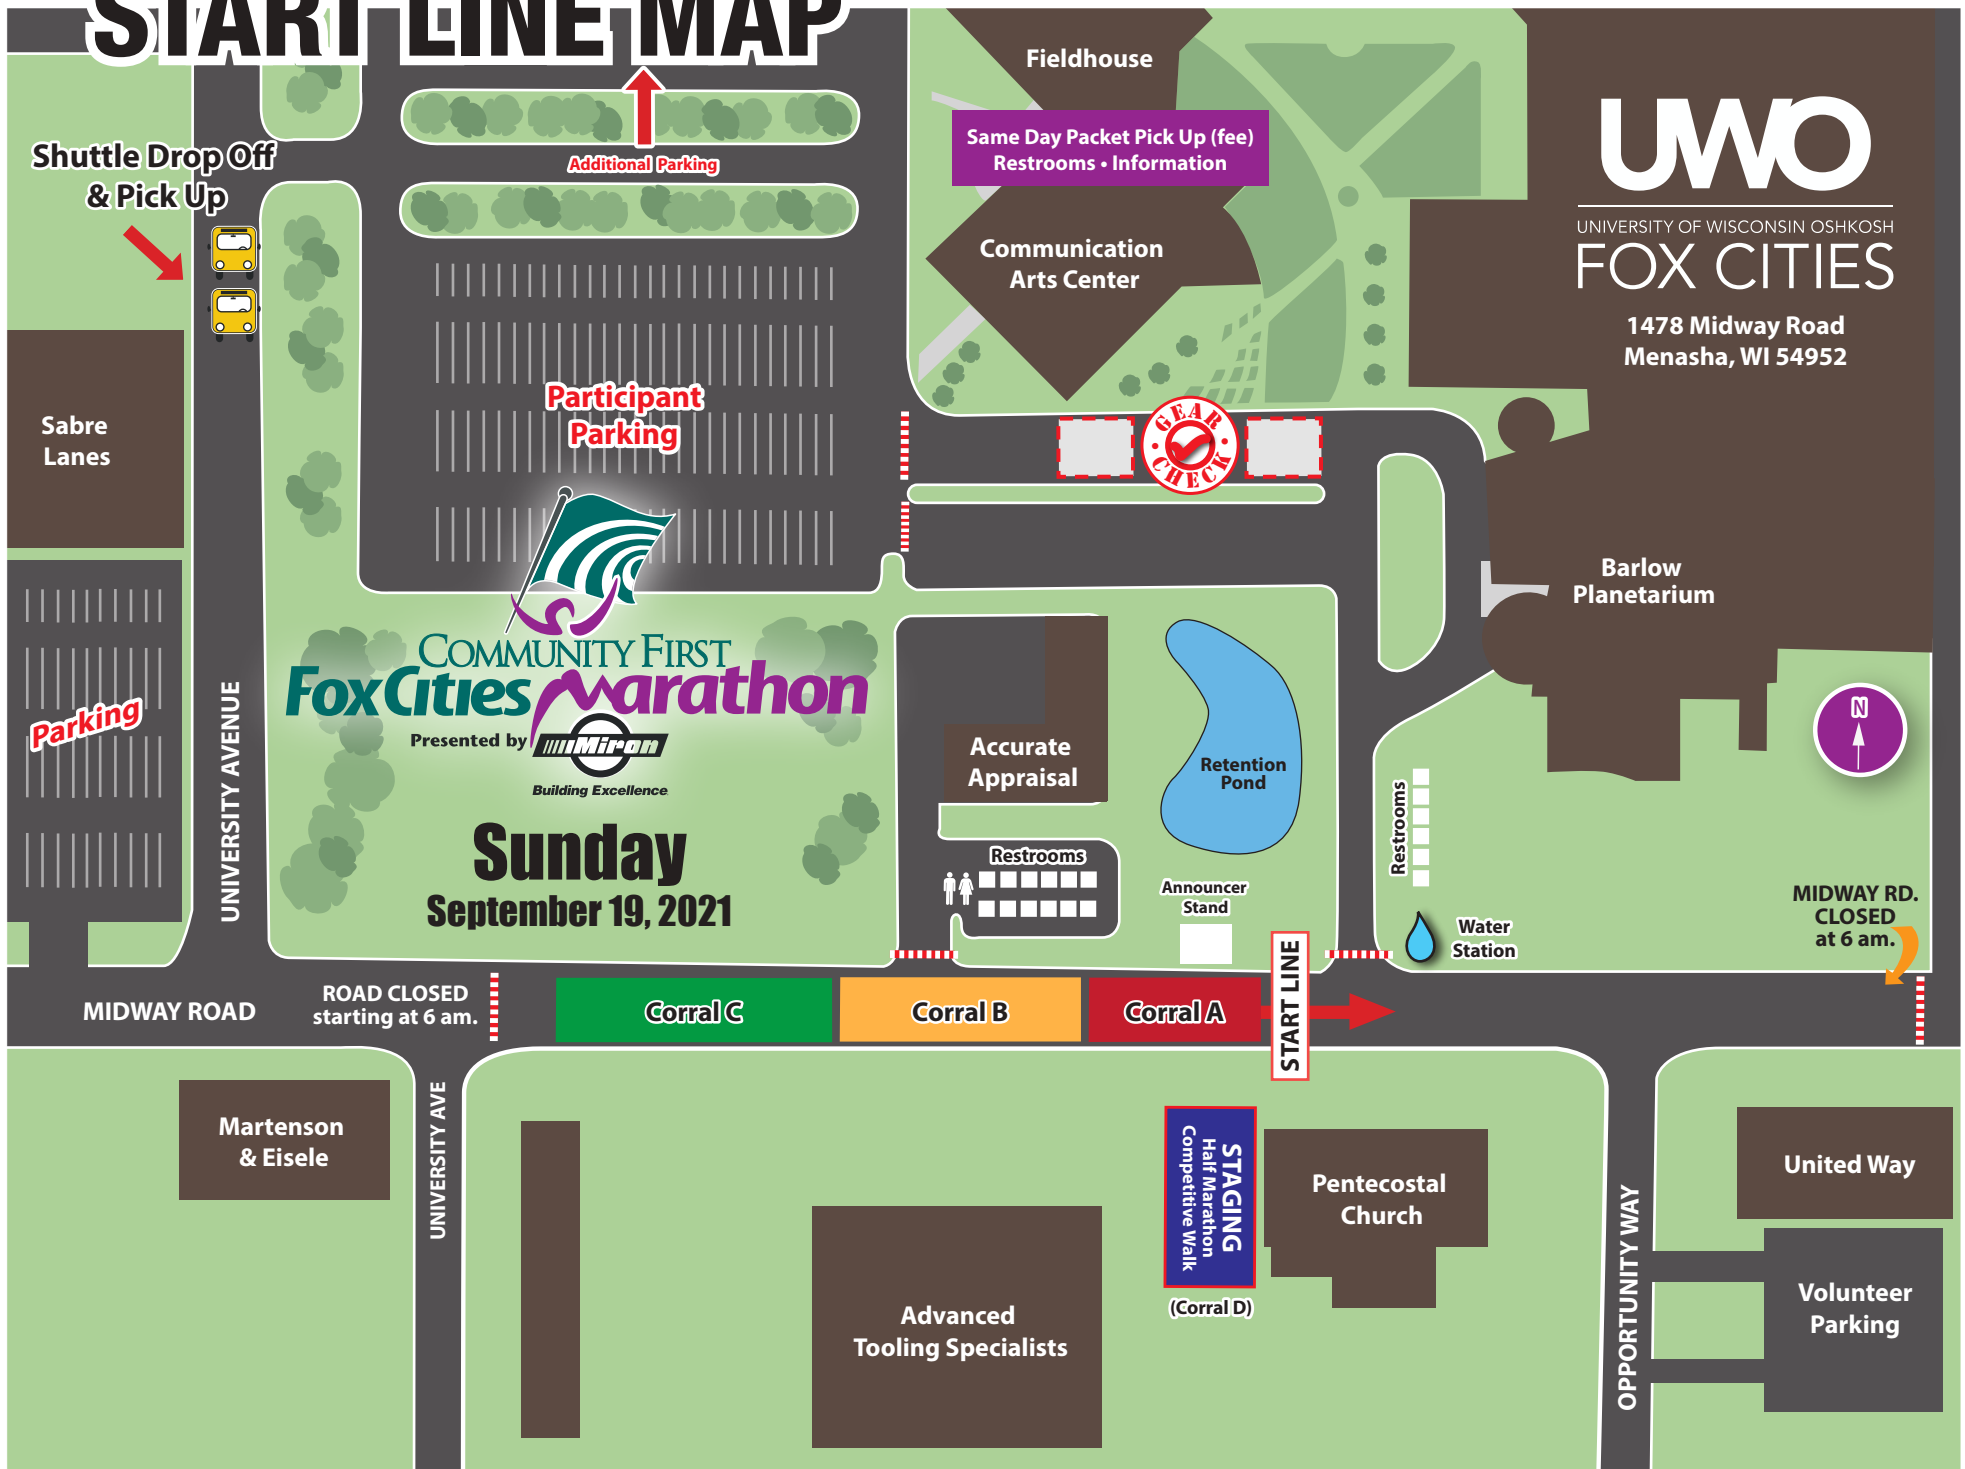 START LINE MAP
Shuttle Drop Off
& Pick Up
Additional Parking
Fieldhouse
Same Day Packet Pick Up (fee)
Restrooms • Information
Communication
Arts Center
UWO
UNIVERSITY OF WISCONSIN OSHKOSH
FOX CITIES
1478 Midway Road
Menasha, WI 54952
Sabre
Lanes
Participant
Parking
GEAR
CHECK
Barlow
Planetarium
Parking
UNIVERSITY AVENUE
COMMUNITY FIRST
Fox Cities Marathon
Presented by Miron
Building Excellence
Sunday
September 19, 2021
Accurate
Appraisal
Retention
Pond
N
Restrooms
Restrooms
Announcer
Stand
Water
Station
MIDWAY RD.
CLOSED
at 6 am.
MIDWAY ROAD
ROAD CLOSED
starting at 6 am.
Corral C
Corral B
Corral A
START LINE
Martenson
& Eisele
UNIVERSITY AVE
STAGING
Half Marathon
Competitive Walk
(Corral D)
Pentecostal
Church
Advanced
Tooling Specialists
OPPORTUNITY WAY
United Way
Volunteer
Parking